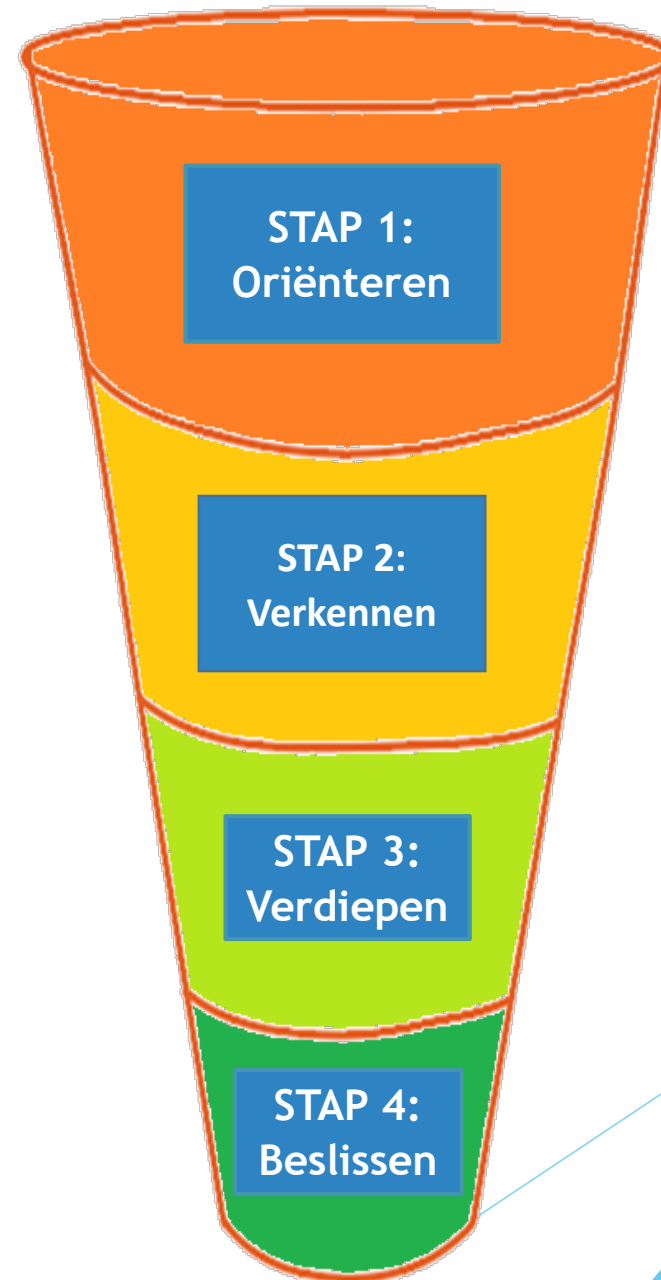 STAP 1:
Oriënteren
STAP 2:
Verkennen
STAP 3:
Verdiepen
STAP 4:
Beslissen